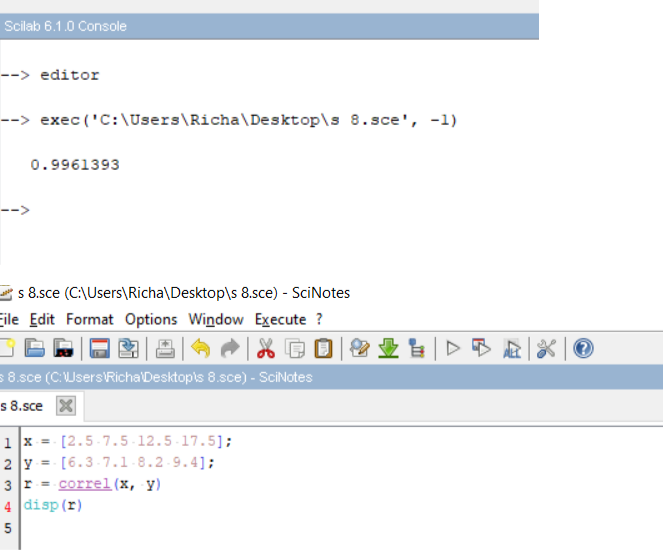 Scilab 6.1.0 Console
--> editor
--> exec('C:\Users\Richa\Desktop\s 8.sce', -1)
0.9961393
-->
s 8.sce (C:\Users\Richa\Desktop\s 8.sce) - SciNotes
File Edit Format Options Window Execute ?
s 8.sce (C:\Users\Richa\Desktop\s 8.sce) - SciNotes
s 8.sce
1 x = [2.5 7.5 12.5 17.5];
2 y = [6.3 7.1 8.2 9.4];
3 r = correl(x, y)
4 disp(r)
5